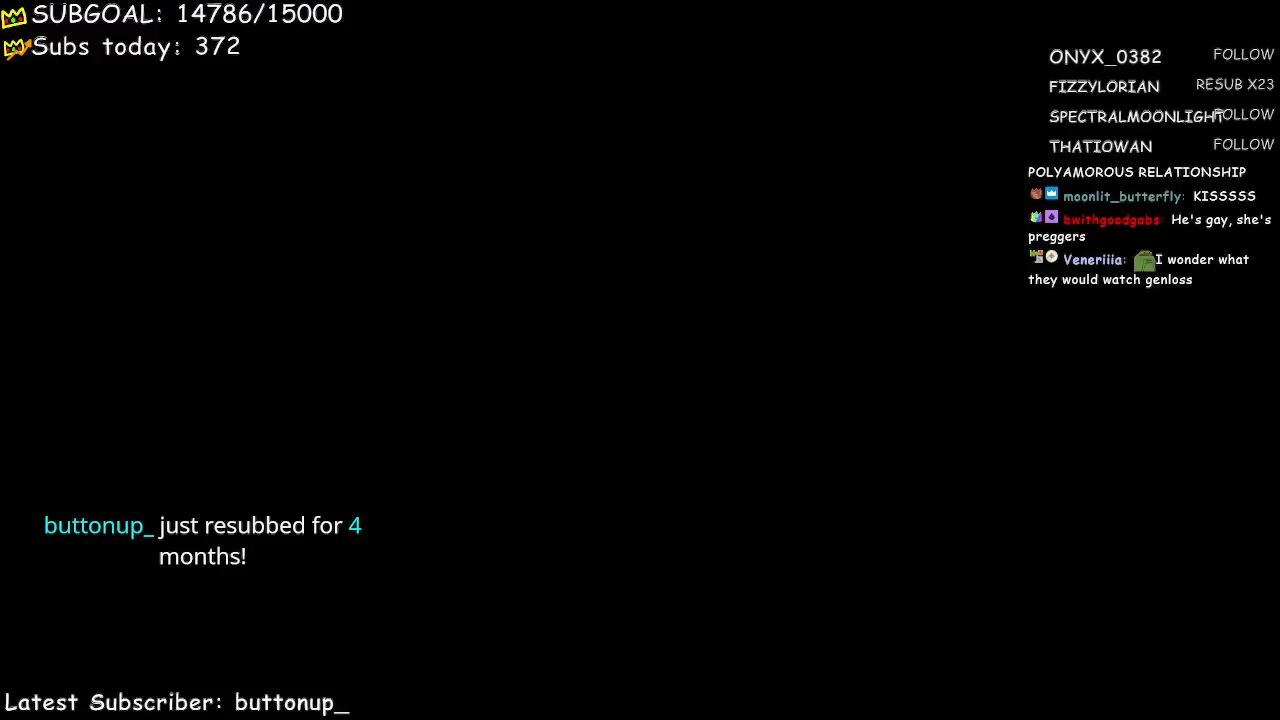 SUBGOAL: 14786/15000
Subs today: 372
ONYX_0382 FOLLOW
FIZZYLORIAN RESUB X23
SPECTRALMOONLIGHT FOLLOW
THATIOWAN FOLLOW
POLYAMOROUS RELATIONSHIP
moonlit_butterfly: KISSSSS
bwithgoodgabs: He's gay, she's
preggers
Veneriiia: I wonder what
they would watch genloss
buttonup_ just resubbed for 4
months!
Latest Subscriber: buttonup_